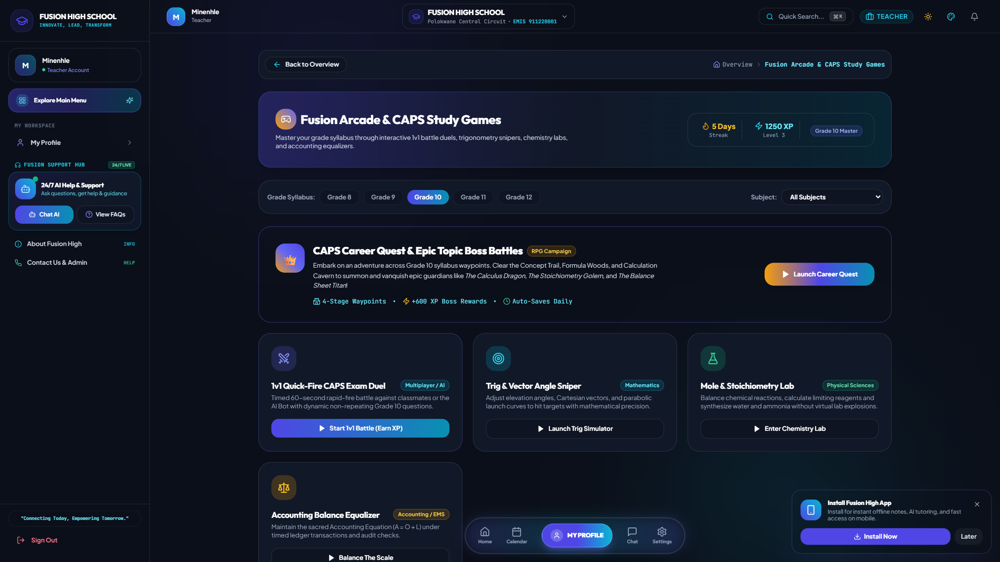 FUSION HIGH SCHOOL
INNOVATE, LEAD, TRANSFORM
M
Minenhle
Teacher Account
Explore Main Menu
MY WORKSPACE
My Profile
FUSION SUPPORT HUB
24/7 LIVE
24/7 AI Help & Support
Ask questions, get help & guidance
Chat AI
View FAQs
About Fusion High
INFO
Contact Us & Admin
HELP
"Connecting Today, Empowering Tomorrow."
Sign Out
M
Minenhle
Teacher
FUSION HIGH SCHOOL
Polokwane Central Circuit • EMIS 911220001
Quick Search... ⌘K
TEACHER
Back to Overview
Overview > Fusion Arcade & CAPS Study Games
Fusion Arcade & CAPS Study Games
Master your grade syllabus through interactive 1v1 battle duels, trigonometry snipers, chemistry labs,
and accounting equalizers.
5 Days
Streak
1250 XP
Level 3
Grade 10 Master
Grade Syllabus:
Grade 8
Grade 9
Grade 10
Grade 11
Grade 12
Subject:
All Subjects
CAPS Career Quest & Epic Topic Boss Battles
RPG Campaign
Embark on an adventure across Grade 10 syllabus waypoints. Clear the Concept Trail, Formula Woods, and Calculation
Cavern to summon and vanquish epic guardians like The Calculus Dragon, The Stoichiometry Golem, and The Balance
Sheet Titan!
4-Stage Waypoints • +600 XP Boss Rewards • Auto-Saves Daily
Launch Career Quest
1v1 Quick-Fire CAPS Exam Duel
Multiplayer / AI
Timed 60-second rapid-fire battle against classmates or the
AI Bot with dynamic non-repeating Grade 10 questions.
Start 1v1 Battle (Earn XP)
Trig & Vector Angle Sniper
Mathematics
Adjust elevation angles, Cartesian vectors, and parabolic
launch curves to hit targets with mathematical precision.
Launch Trig Simulator
Mole & Stoichiometry Lab
Physical Sciences
Balance chemical reactions, calculate limiting reagents and
synthesize water and ammonia without virtual lab explosions.
Enter Chemistry Lab
Accounting Balance Equalizer
Accounting / EMS
Maintain the sacred Accounting Equation (A = O + L) under
timed ledger transactions and audit checks.
Balance The Scale
Home
Calendar
MY PROFILE
Chat
Settings
Install Fusion High App
Install for instant offline notes, AI tutoring, and fast
access on mobile.
Install Now
Later